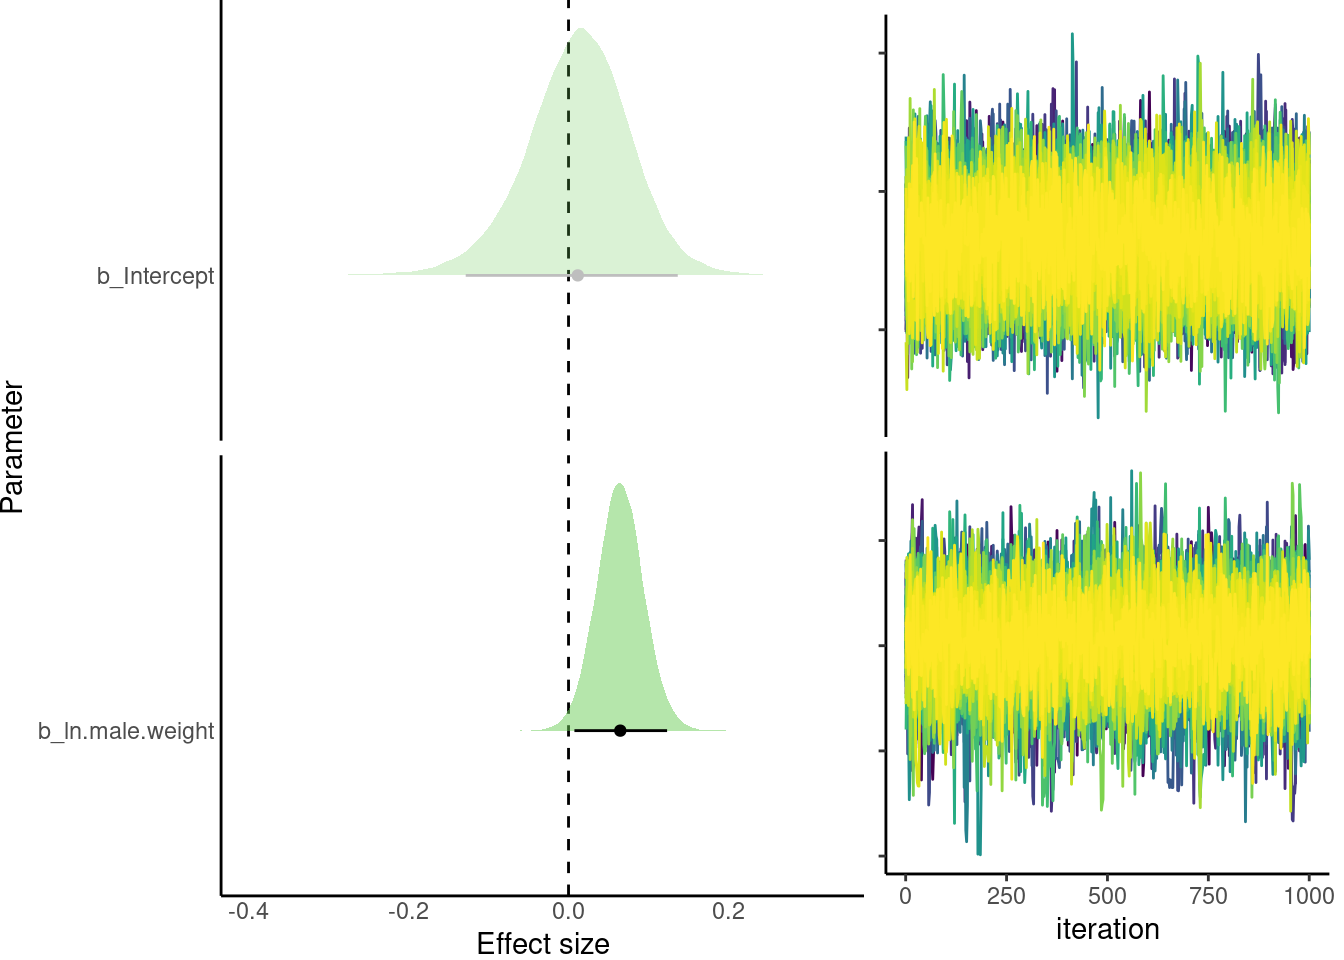 Parameter
b_Intercept
b_ln.male.weight
-0.4 -0.2 0.0 0.2
Effect size
0 250 500 750 1000
iteration